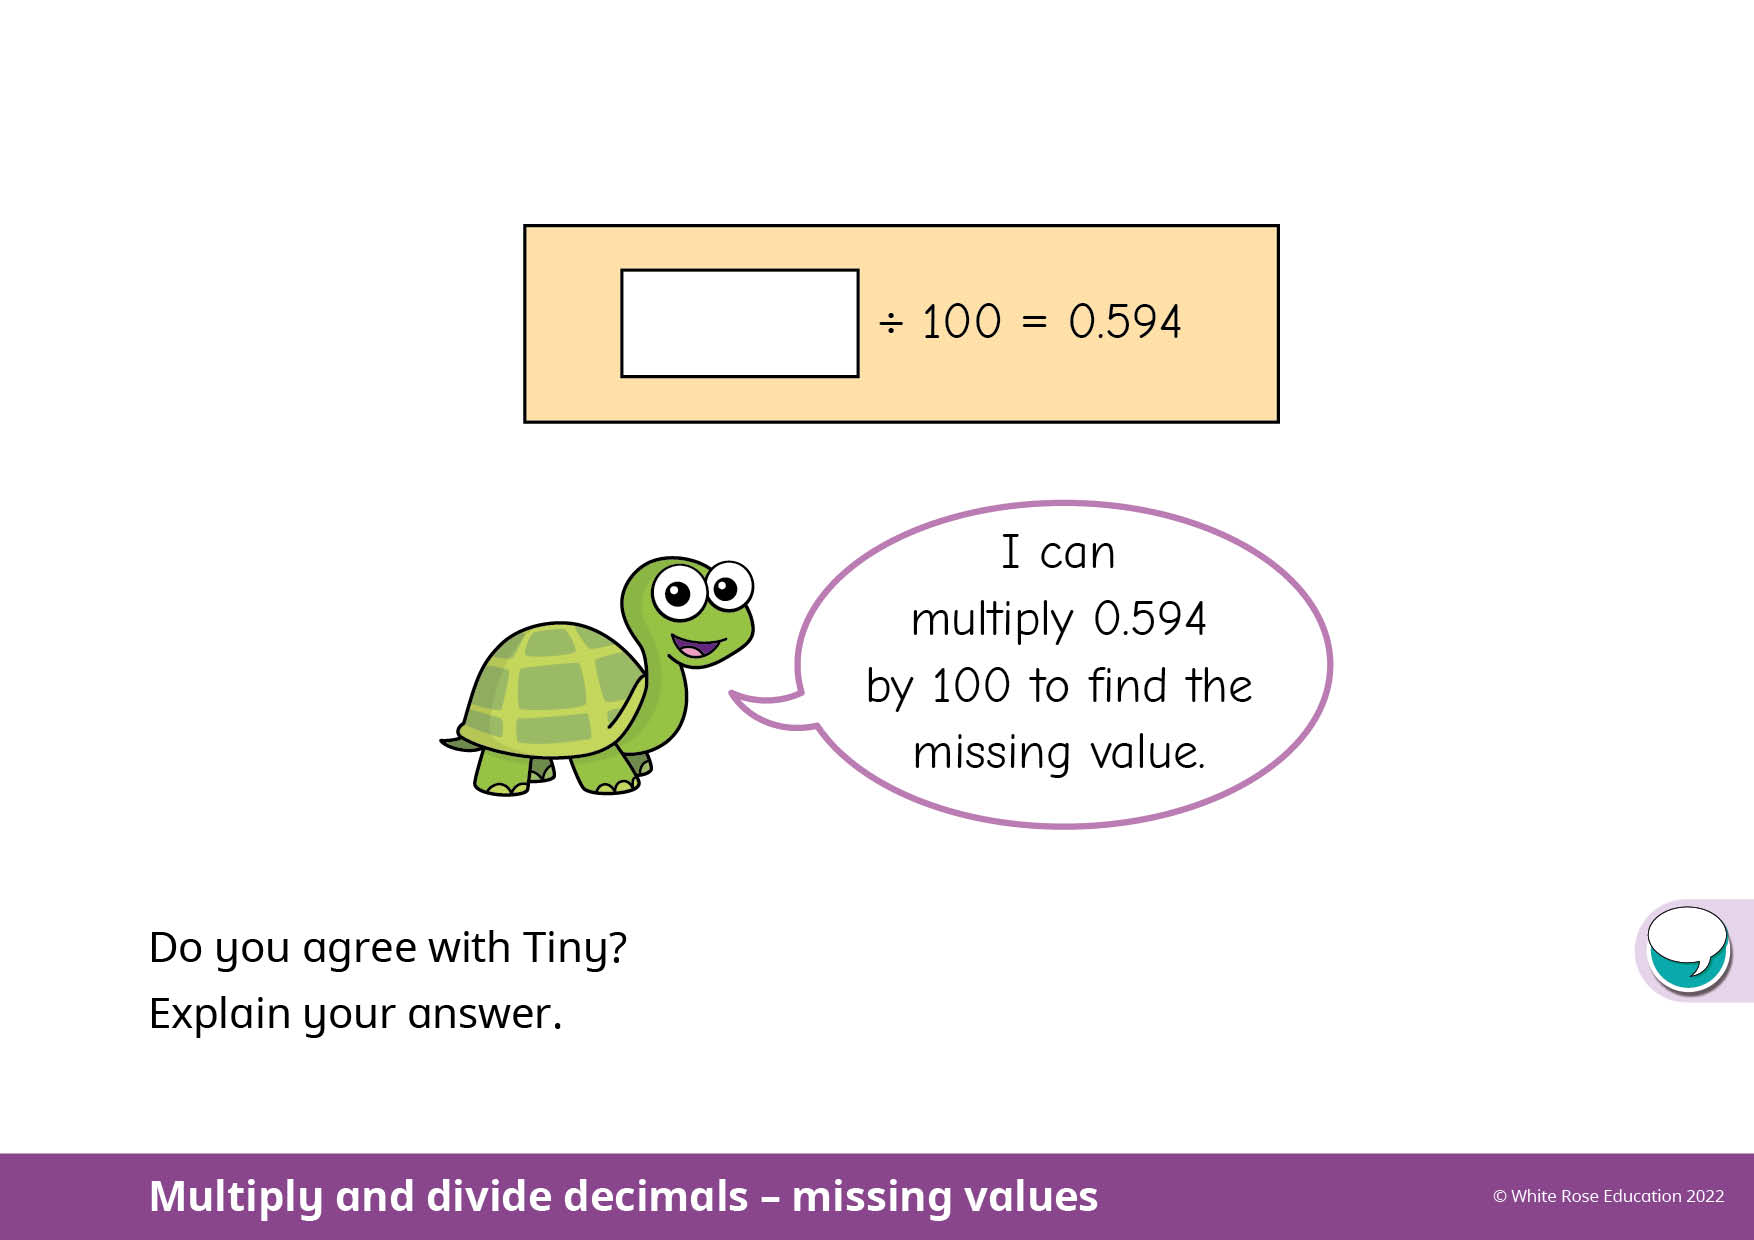 ÷ 100 = 0.594
I can
multiply 0.594
by 100 to find the
missing value.
Do you agree with Tiny?
Explain your answer.
Multiply and divide decimals – missing values
© White Rose Education 2022